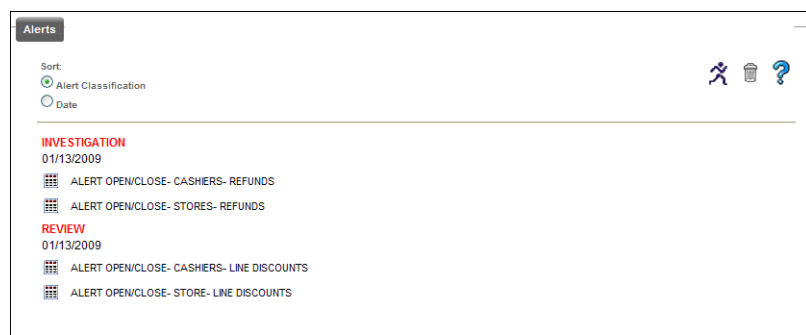 Alerts
Sort:
Alert Classification
Date
INVESTIGATION
01/13/2009
ALERT OPEN/CLOSE- CASHIERS- REFUNDS
ALERT OPEN/CLOSE- STORES- REFUNDS
REVIEW
01/13/2009
ALERT OPEN/CLOSE- CASHIERS- LINE DISCOUNTS
ALERT OPEN/CLOSE- STORE- LINE DISCOUNTS